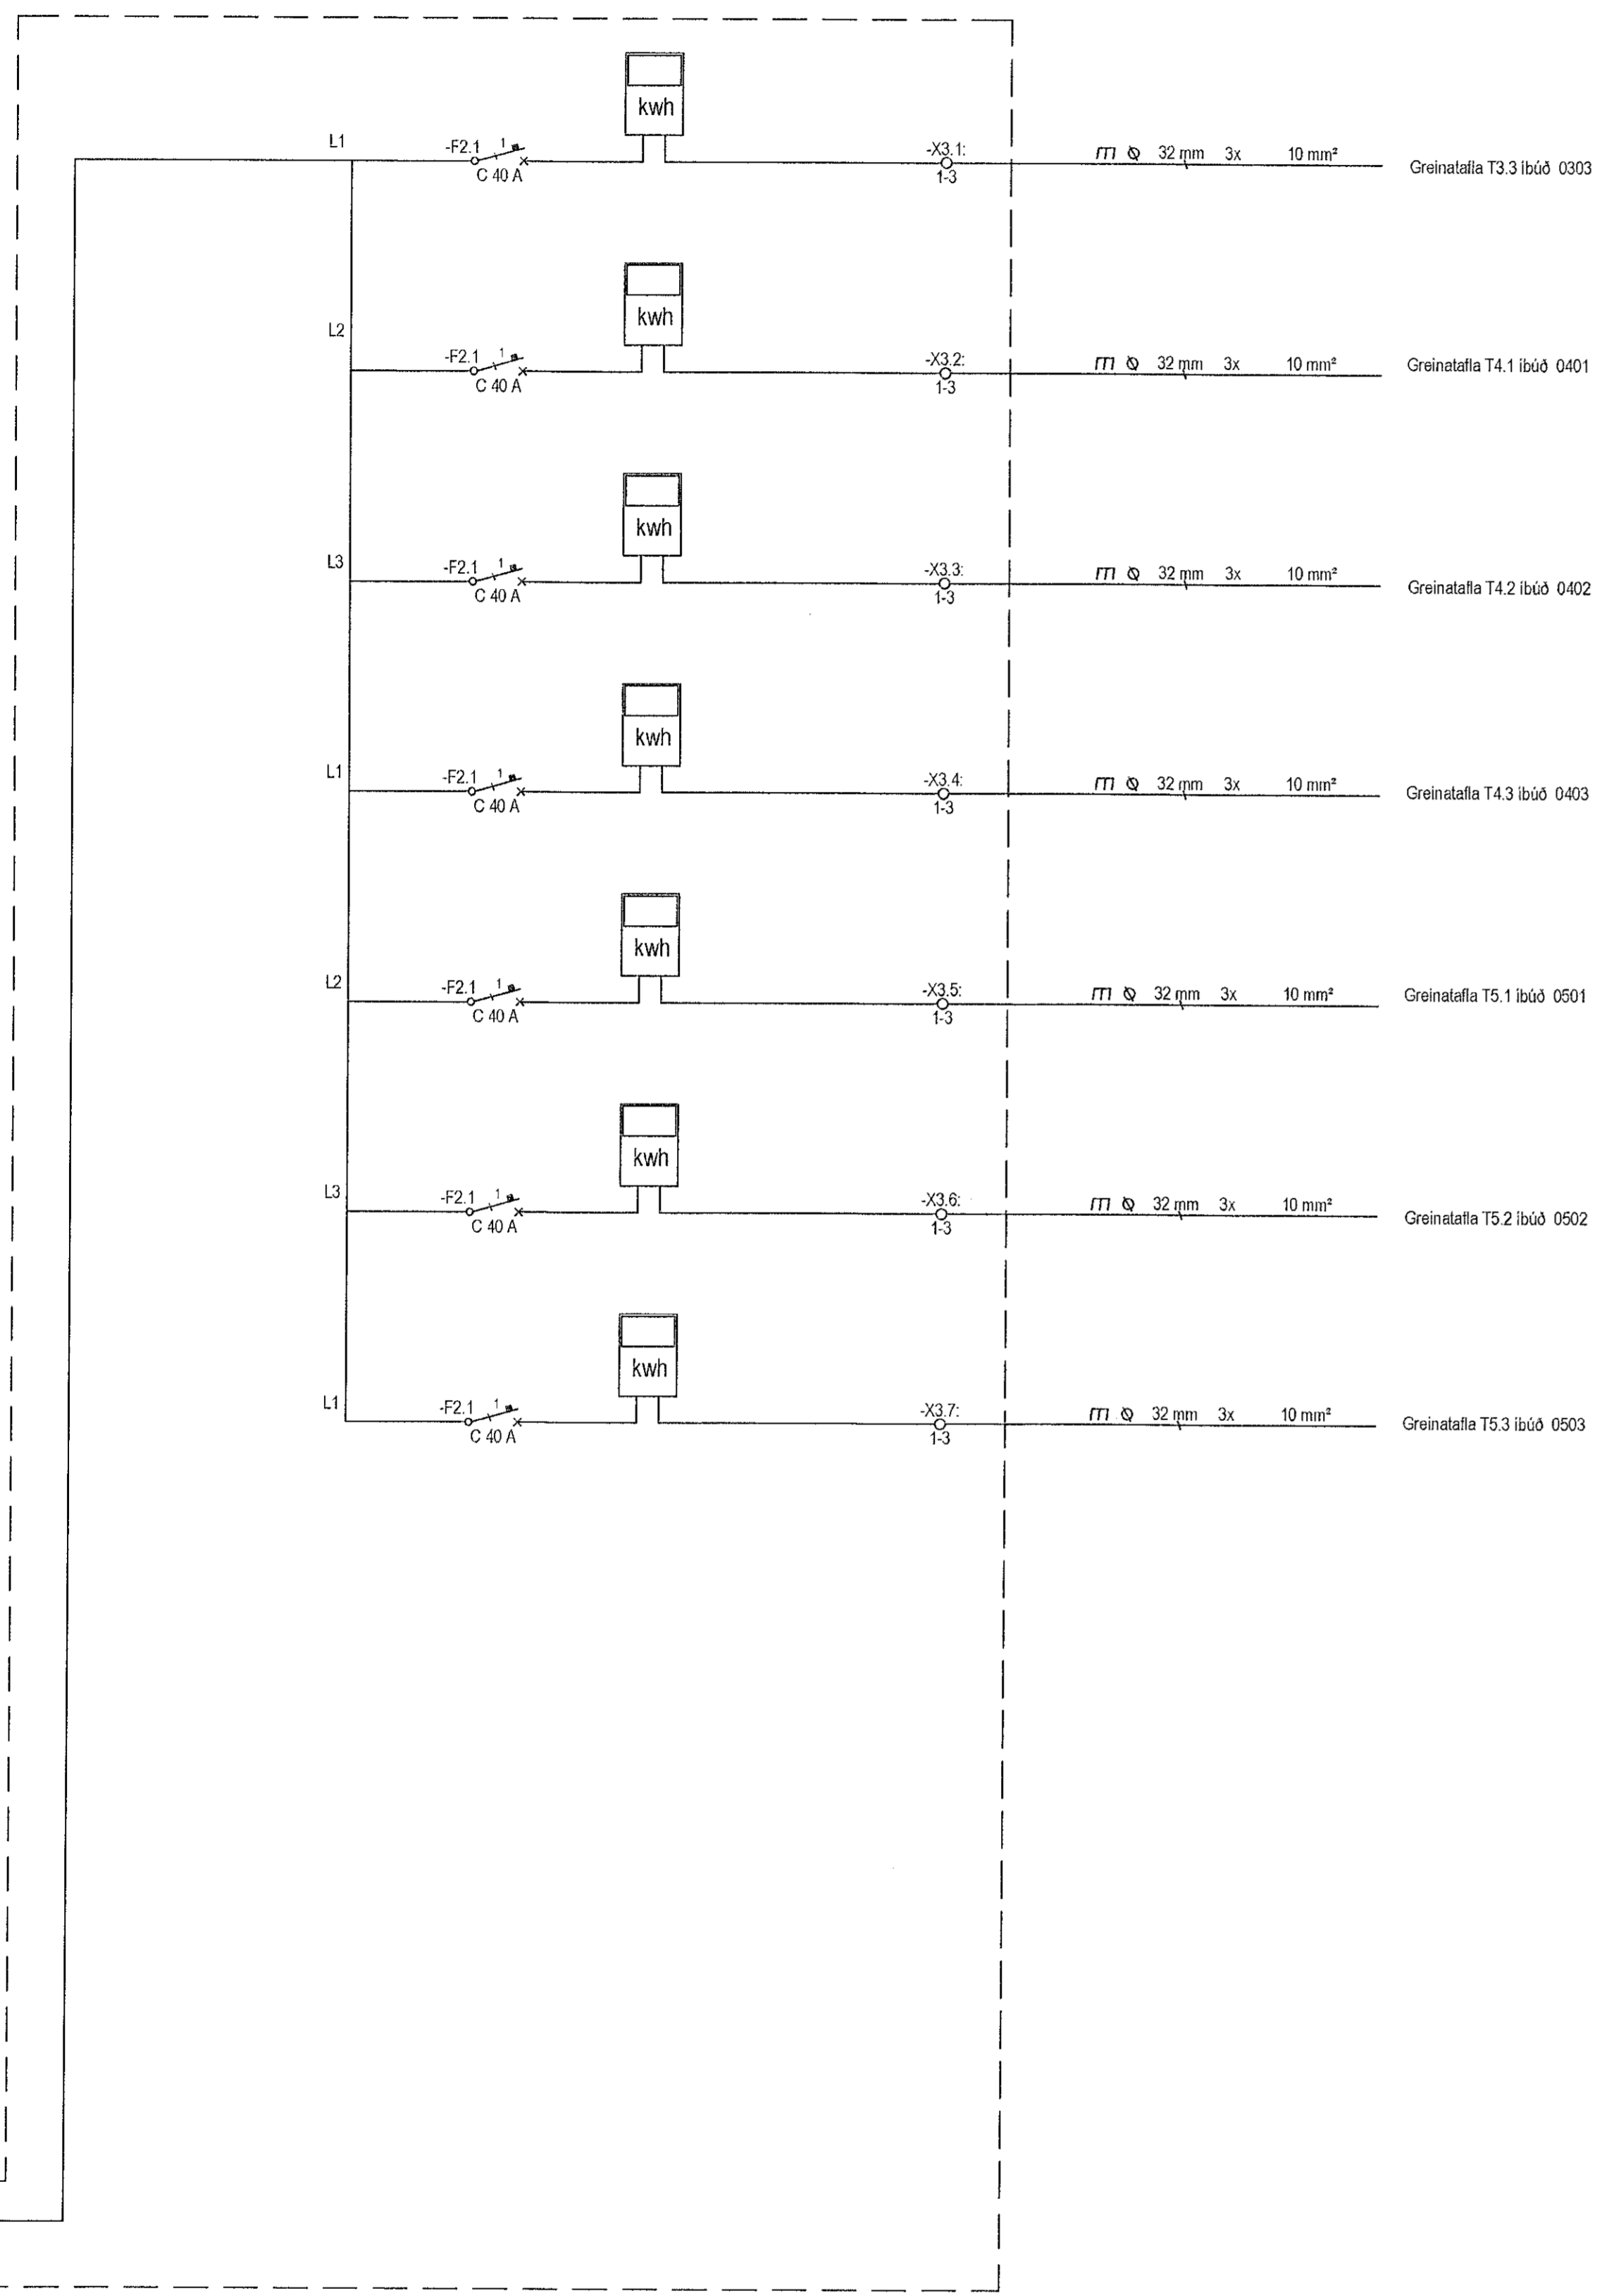 kwh
L1 -F2.1 1 -X3.1: 32 mm 3x 10 mm² Greinatafla T3.3 íbúð 0303
C 40 A 1-3
kwh
L2 -F2.1 1 -X3.2: 32 mm 3x 10 mm² Greinatafla T4.1 íbúð 0401
C 40 A 1-3
kwh
L3 -F2.1 1 -X3.3: 32 mm 3x 10 mm² Greinatafla T4.2 íbúð 0402
C 40 A 1-3
kwh
L1 -F2.1 1 -X3.4: 32 mm 3x 10 mm² Greinatafla T4.3 íbúð 0403
C 40 A 1-3
kwh
L2 -F2.1 1 -X3.5: 32 mm 3x 10 mm² Greinatafla T5.1 íbúð 0501
C 40 A 1-3
kwh
L3 -F2.1 1 -X3.6: 32 mm 3x 10 mm² Greinatafla T5.2 íbúð 0502
C 40 A 1-3
kwh
L1 -F2.1 1 -X3.7: 32 mm 3x 10 mm² Greinatafla T5.3 íbúð 0503
C 40 A 1-3